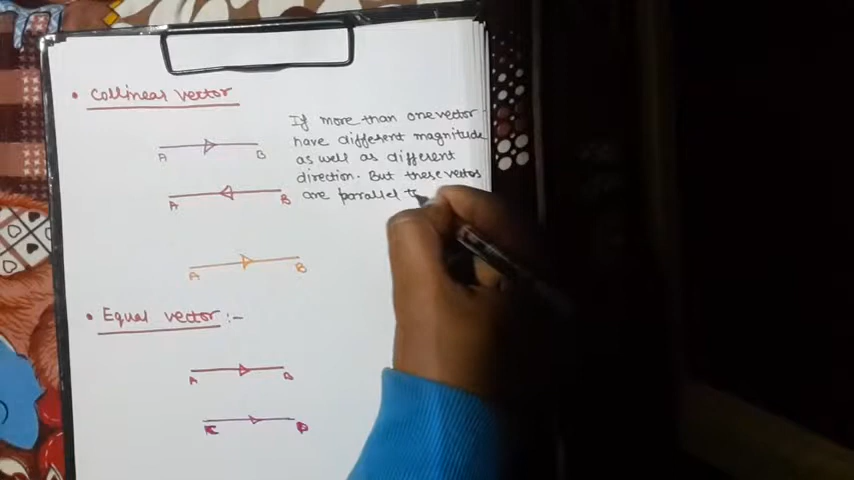 • Collinear vector
A B
A B
A B
If more than one vector
have different magnitude
as well as different
direction. But these vectos
are parallel to
• Equal vector :-
A B